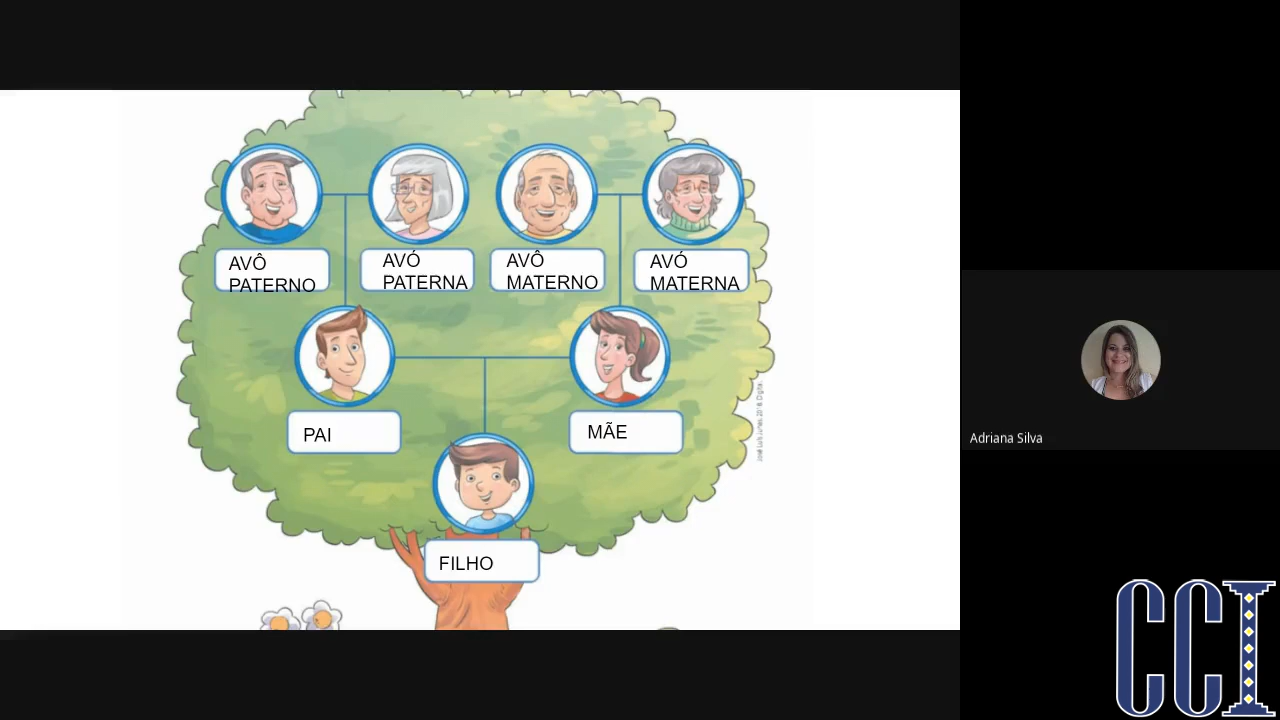 AVÔ
PATERNO
AVÓ
PATERNA
AVÔ
MATERNO
AVÓ
MATERNA
PAI
MÃE
FILHO
Adriana Silva
CCI